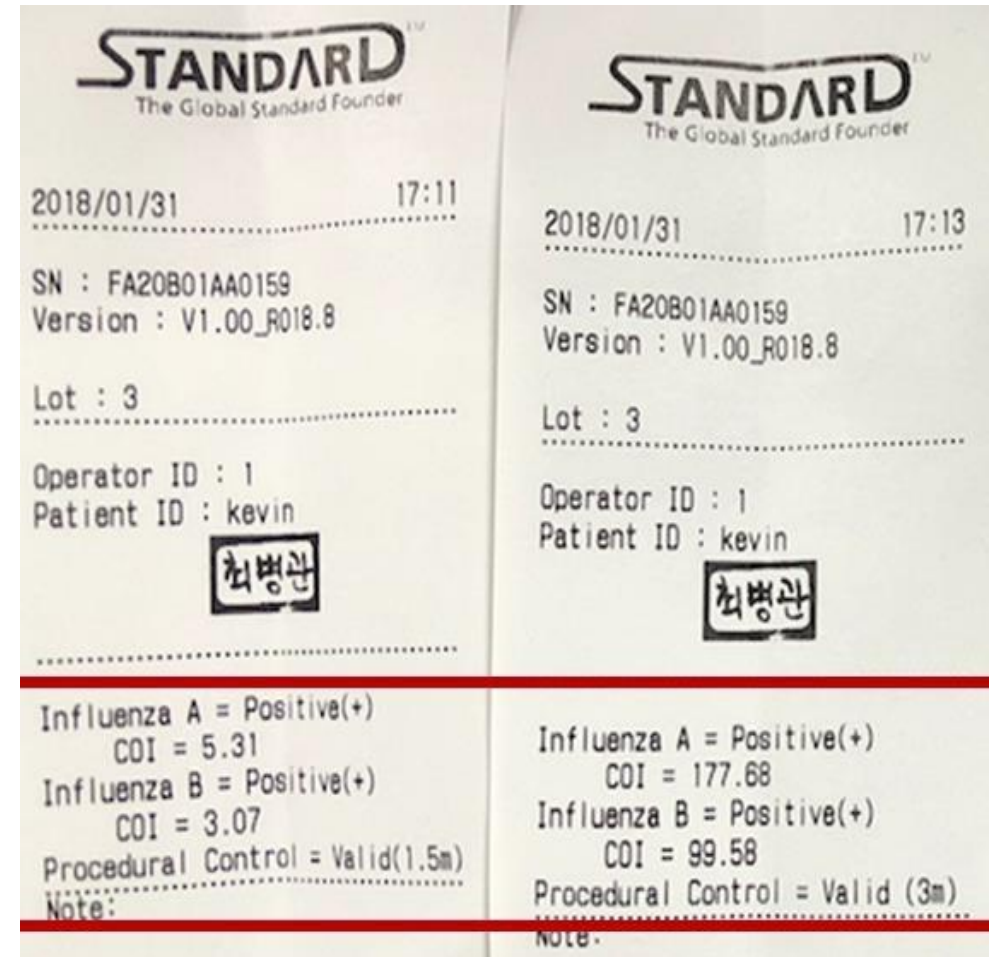 STANDARD™
The Global Standard Founder
2018/01/31 17:11
SN : FA20B01AA0159
Version : V1.00_R018.8
Lot : 3
Operator ID : 1
Patient ID : kevin
최병관
Influenza A = Positive(+)
COI = 5.31
Influenza B = Positive(+)
COI = 3.07
Procedural Control = Valid(1.5m)
Note:
STANDARD™
The Global Standard Founder
2018/01/31 17:13
SN : FA20B01AA0159
Version : V1.00_R018.8
Lot : 3
Operator ID : 1
Patient ID : kevin
최병관
Influenza A = Positive(+)
COI = 177.68
Influenza B = Positive(+)
COI = 99.58
Procedural Control = Valid (3m)
Note: